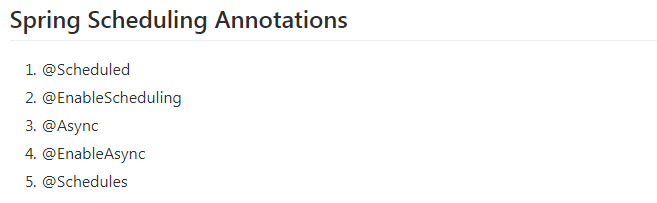 Spring Scheduling Annotations
1. @Scheduled
2. @EnableScheduling
3. @Async
4. @EnableAsync
5. @Schedules